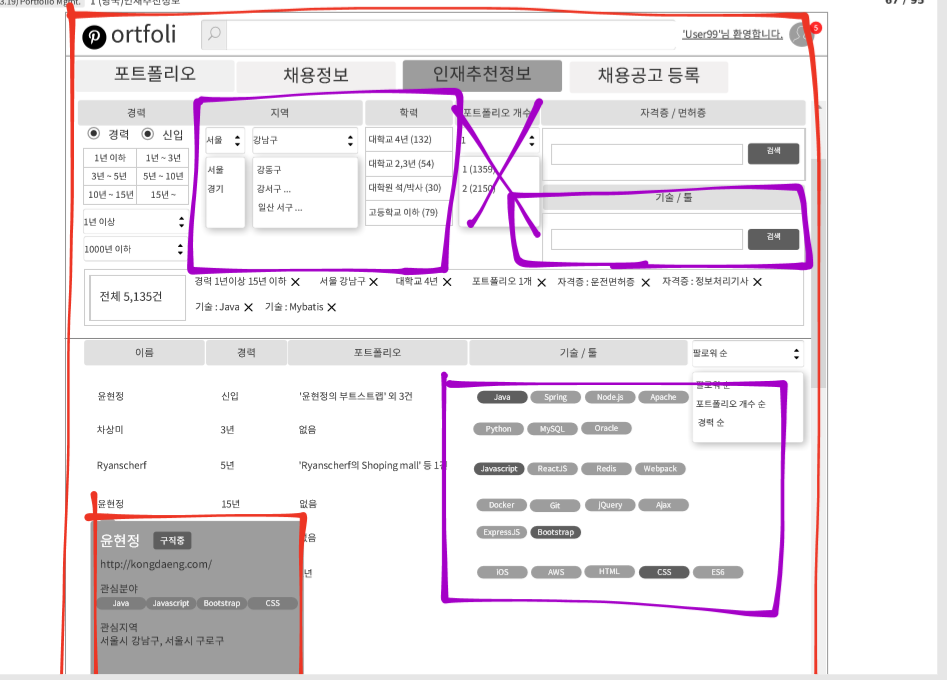 3.19) Portfolio Mgmt. 1 (중국)인재추천정보 67 / 95
ortfoli 'User99'님 환영합니다. 5
포트폴리오 채용정보 인재추천정보 채용공고 등록
경력 지역 학력 포트폴리오 개수 자격증 / 면허증
경력 신입 서울 강남구 대학교 4년 (132) 1
1년 이하 1년 ~ 3년 서울 강동구 대학교 2,3년 (54) 1 (1359) 검색
3년 ~ 5년 5년 ~ 10년 경기 강서구 ... 대학원 석/박사 (30) 2 (2150)
10년 ~ 15년 15년 ~ 일산 서구 ... 고등학교 이하 (79) 기술 / 툴
1년 이상
1000년 이하 검색
전체 5,135건
경력 1년이상 15년 이하 ✕ 서울 강남구 ✕ 대학교 4년 ✕ 포트폴리오 1개 ✕ 자격증 : 운전면허증 ✕ 자격증 : 정보처리기사 ✕
기술 : Java ✕ 기술 : Mybatis ✕
이름 경력 포트폴리오 기술 / 툴 팔로워 순
팔로워 순
포트폴리오 개수 순
경력 순
윤현정 신입 '윤현정의 부트스트랩' 외 3건 Java Spring Node.js Apache
차상미 3년 없음 Python MySQL Oracle
Ryanscherf 5년 'Ryanscherf의 Shoping mall' 등 1 Javascript ReactJS Redis Webpack
윤현정 15년 없음 Docker Git jQuery Ajax
음 ExpressJS Bootstrap
년 IOS AWS HTML CSS ES6
윤현정 구직중
http://kongdaeng.com/
관심분야
Java Javascript Bootstrap CSS
관심지역
서울시 강남구, 서울시 구로구